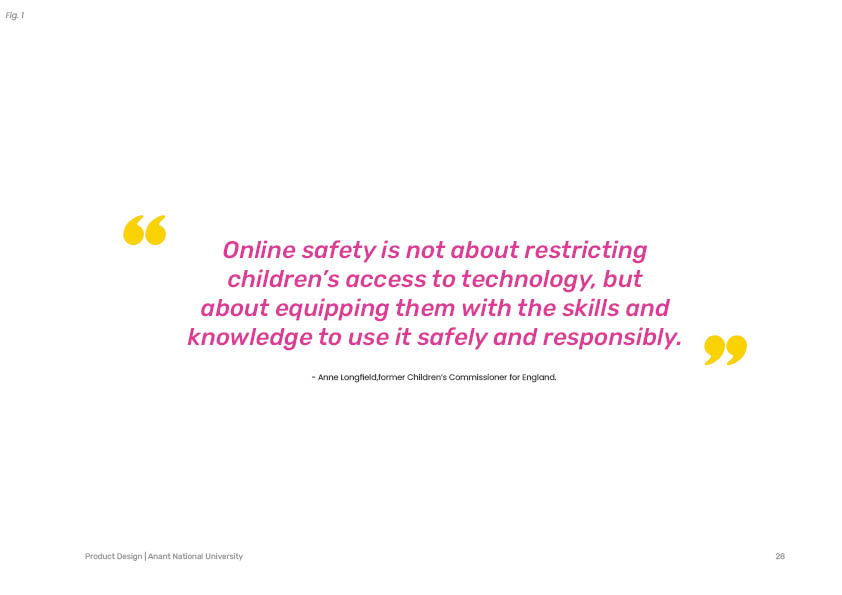 Fig. 1
“
Online safety is not about restricting
children’s access to technology, but
about equipping them with the skills and
knowledge to use it safely and responsibly.
”
- Anne Longfield,former Children’s Commissioner for England.
Product Design | Anant National University
28